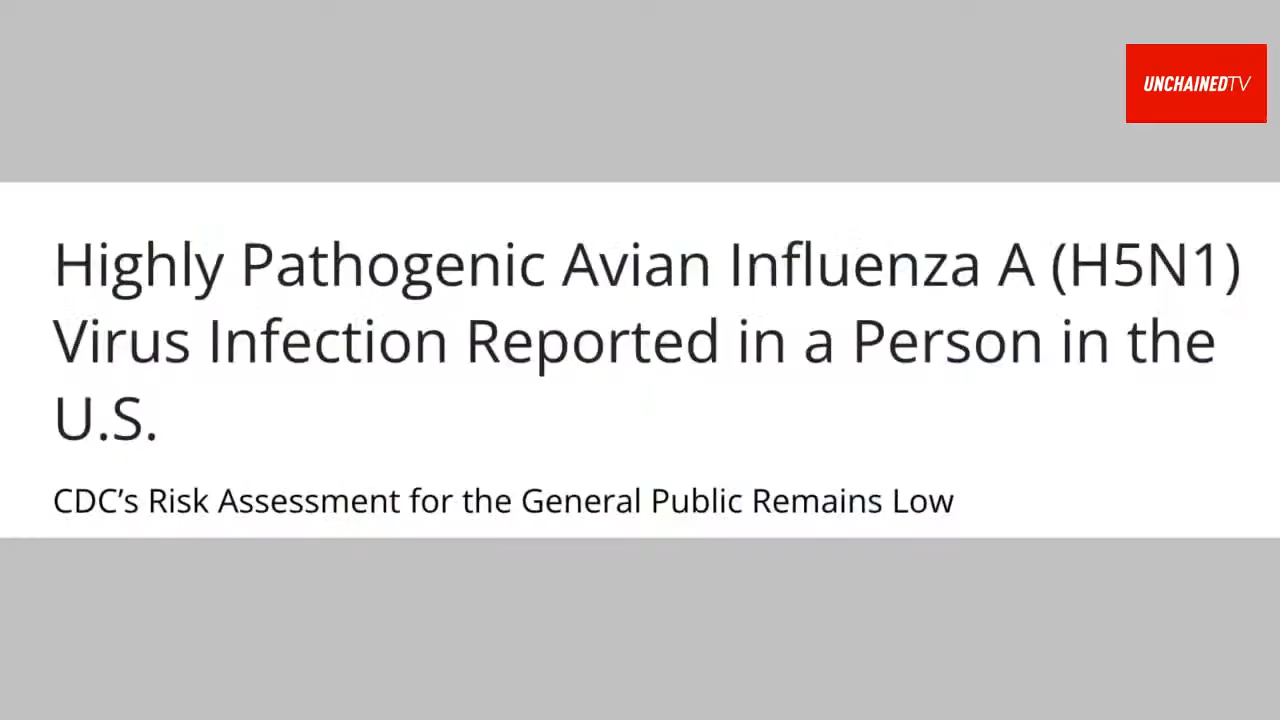 UNCHAINEDTV
Highly Pathogenic Avian Influenza A (H5N1)
Virus Infection Reported in a Person in the
U.S.
CDC’s Risk Assessment for the General Public Remains Low